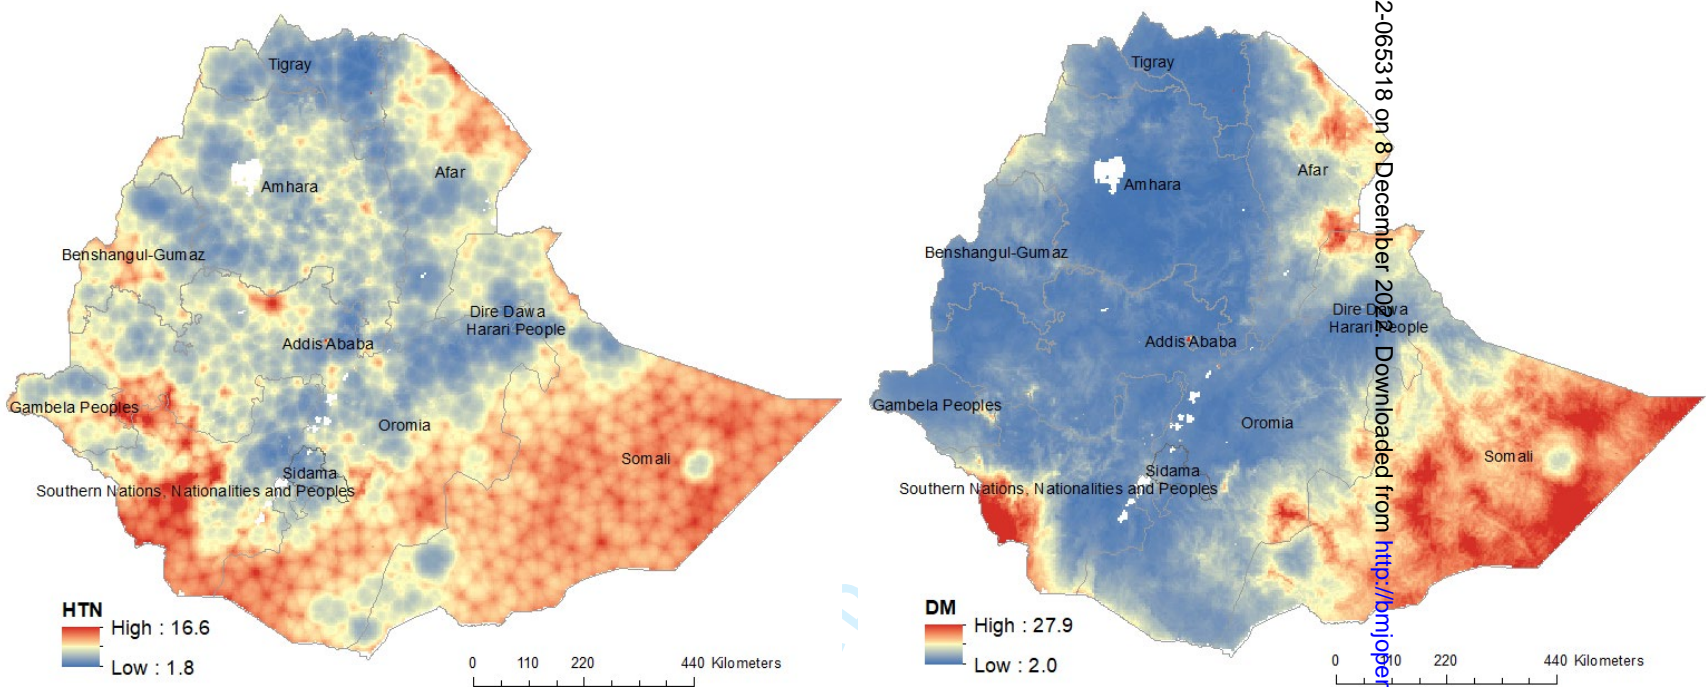 Tigray
Afar
Amhara
Benshangul-Gumaz
Dire Dawa
Harari People
Addis Ababa
Gambela Peoples
Oromia
Somali
Sidama
Southern Nations, Nationalities and Peoples
HTN
High : 16.6
Low : 1.8
0 110 220 440 Kilometers
Tigray
Afar
Amhara
Benshangul-Gumaz
Dire Dawa
Harari People
Addis Ababa
Gambela Peoples
Oromia
Somali
Sidama
Southern Nations, Nationalities and Peoples
DM
High : 27.9
Low : 2.0
0 110 220 440 Kilometers
2-065318 on 8 December 2022. Downloaded from http://bmjoper